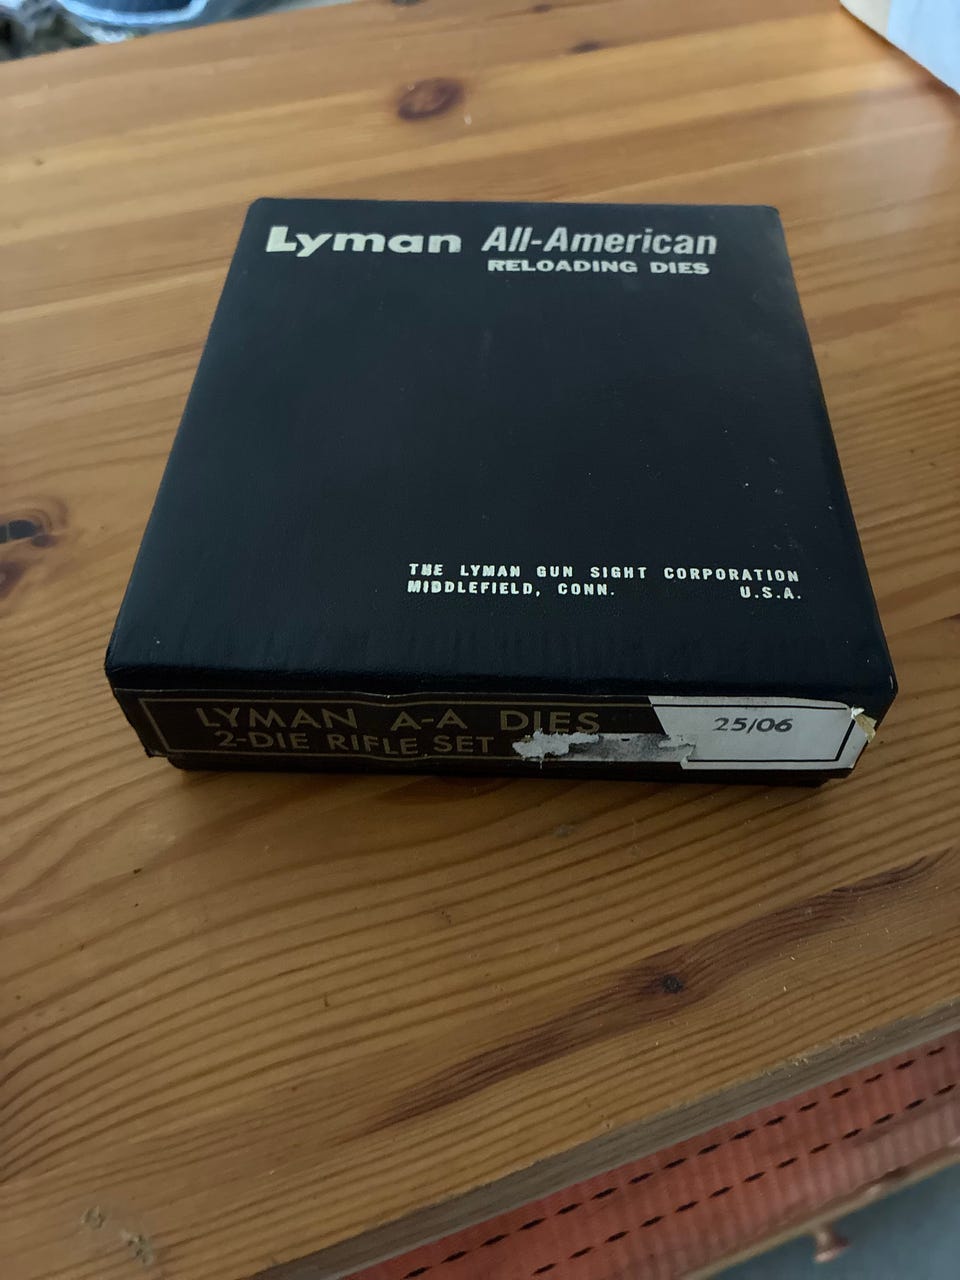 Lyman All-American
RELOADING DIES
THE LYMAN GUN SIGHT CORPORATION
MIDDLEFIELD, CONN. U.S.A.
LYMAN A-A DIES
2-DIE RIFLE SET
25/06